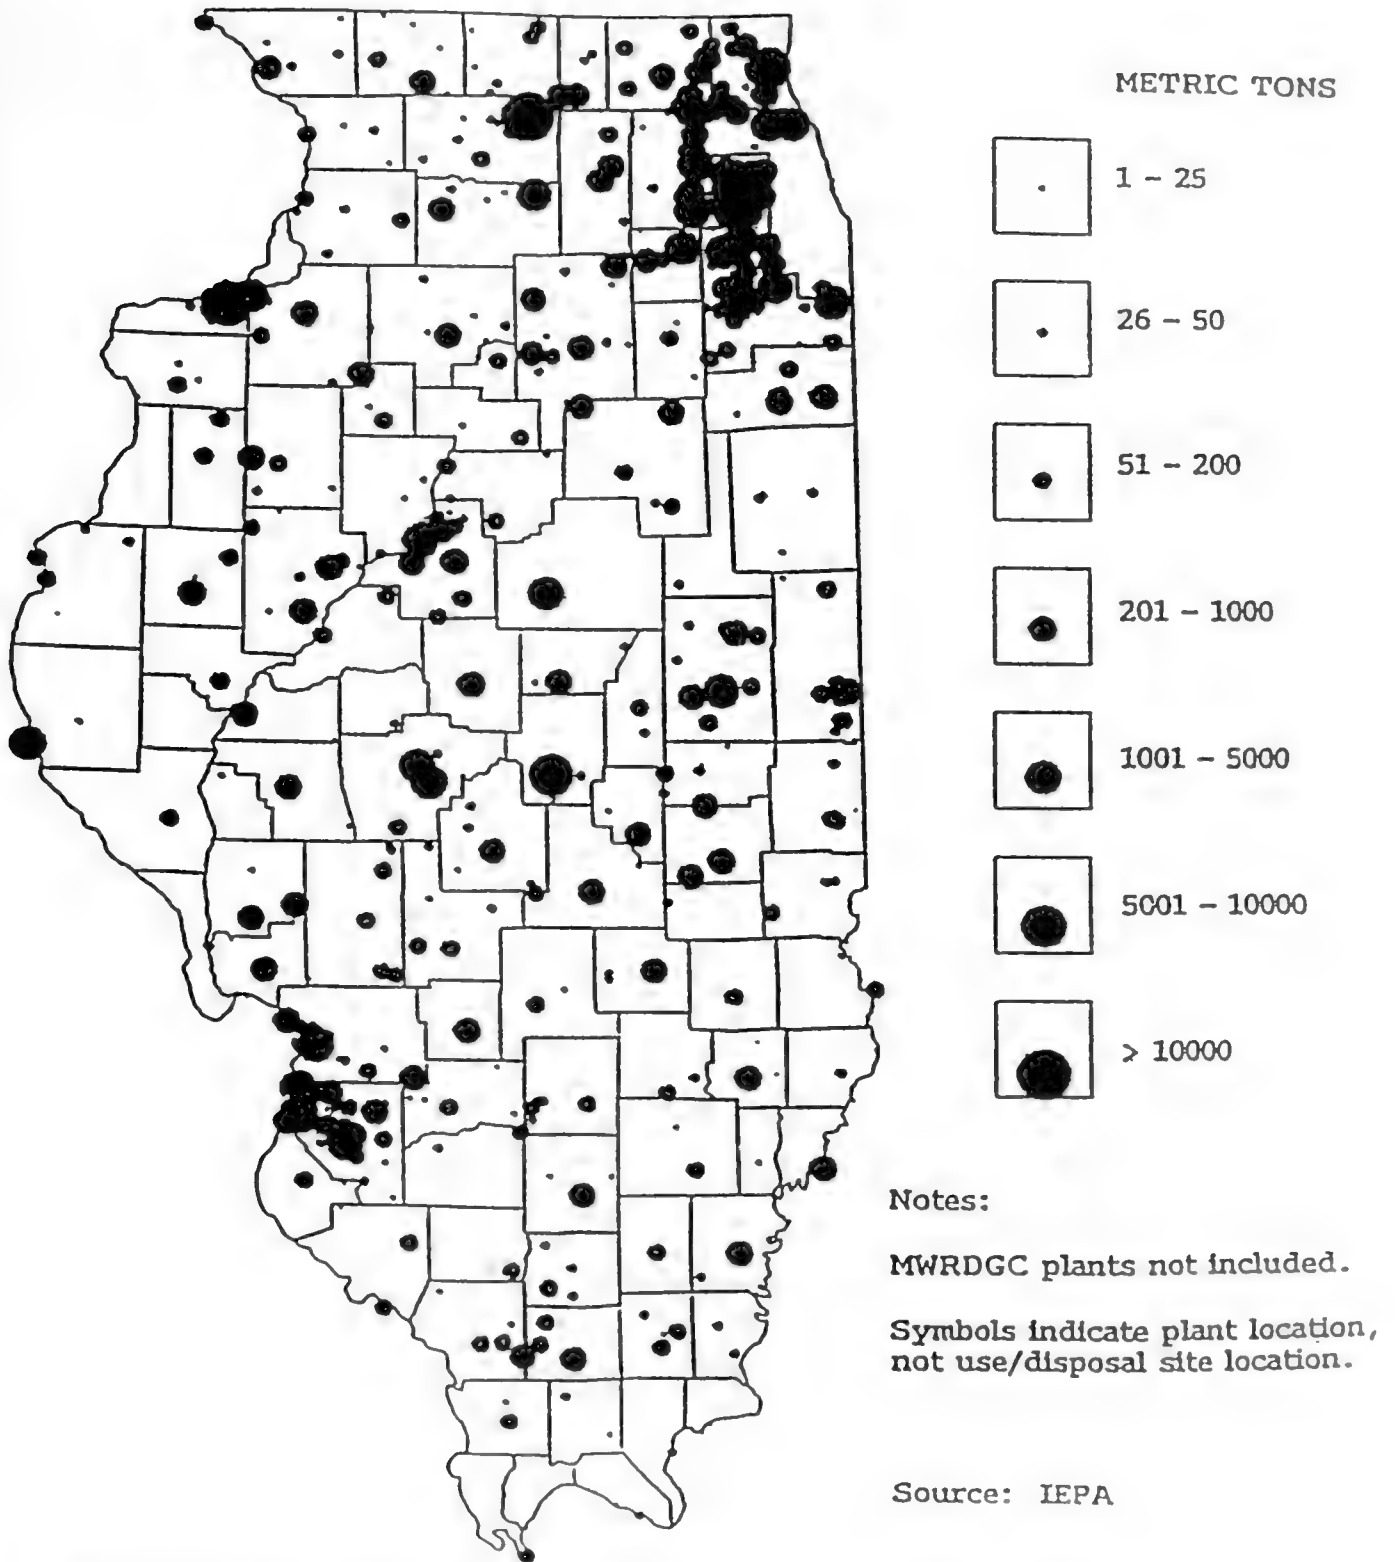 METRIC TONS
1 - 25
26 - 50
51 - 200
201 - 1000
1001 - 5000
5001 - 10000
> 10000
Notes:
MWRDGC plants not included.
Symbols indicate plant location,
not use/disposal site location.
Source: IEPA